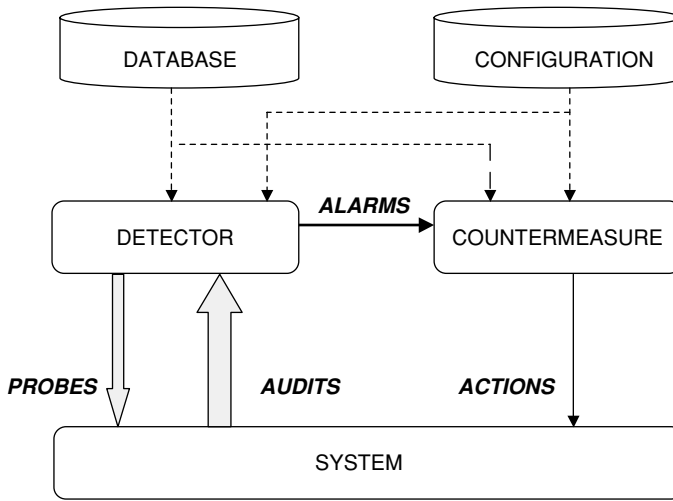 DATABASE
CONFIGURATION
ALARMS
DETECTOR
COUNTERMEASURE
PROBES
AUDITS
ACTIONS
SYSTEM